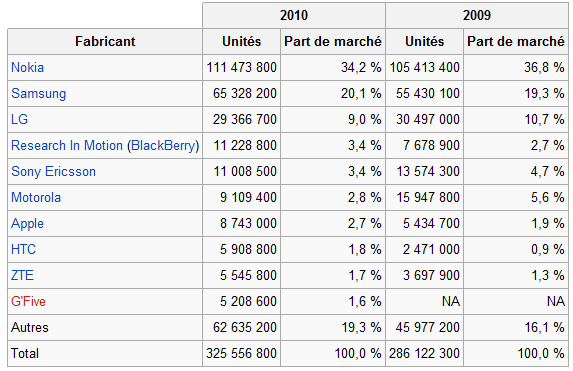 2010 2009
Fabricant Unités Part de marché Unités Part de marché
Nokia 111 473 800 34,2 % 105 413 400 36,8 %
Samsung 65 328 200 20,1 % 55 430 100 19,3 %
LG 29 366 700 9,0 % 30 497 000 10,7 %
Research In Motion (BlackBerry) 11 228 800 3,4 % 7 678 900 2,7 %
Sony Ericsson 11 008 500 3,4 % 13 574 300 4,7 %
Motorola 9 109 400 2,8 % 15 947 800 5,6 %
Apple 8 743 000 2,7 % 5 434 700 1,9 %
HTC 5 908 800 1,8 % 2 471 000 0,9 %
ZTE 5 545 800 1,7 % 3 697 900 1,3 %
G'Five 5 208 600 1,6 % NA NA
Autres 62 635 200 19,3 % 45 977 200 16,1 %
Total 325 556 800 100,0 % 286 122 300 100,0 %